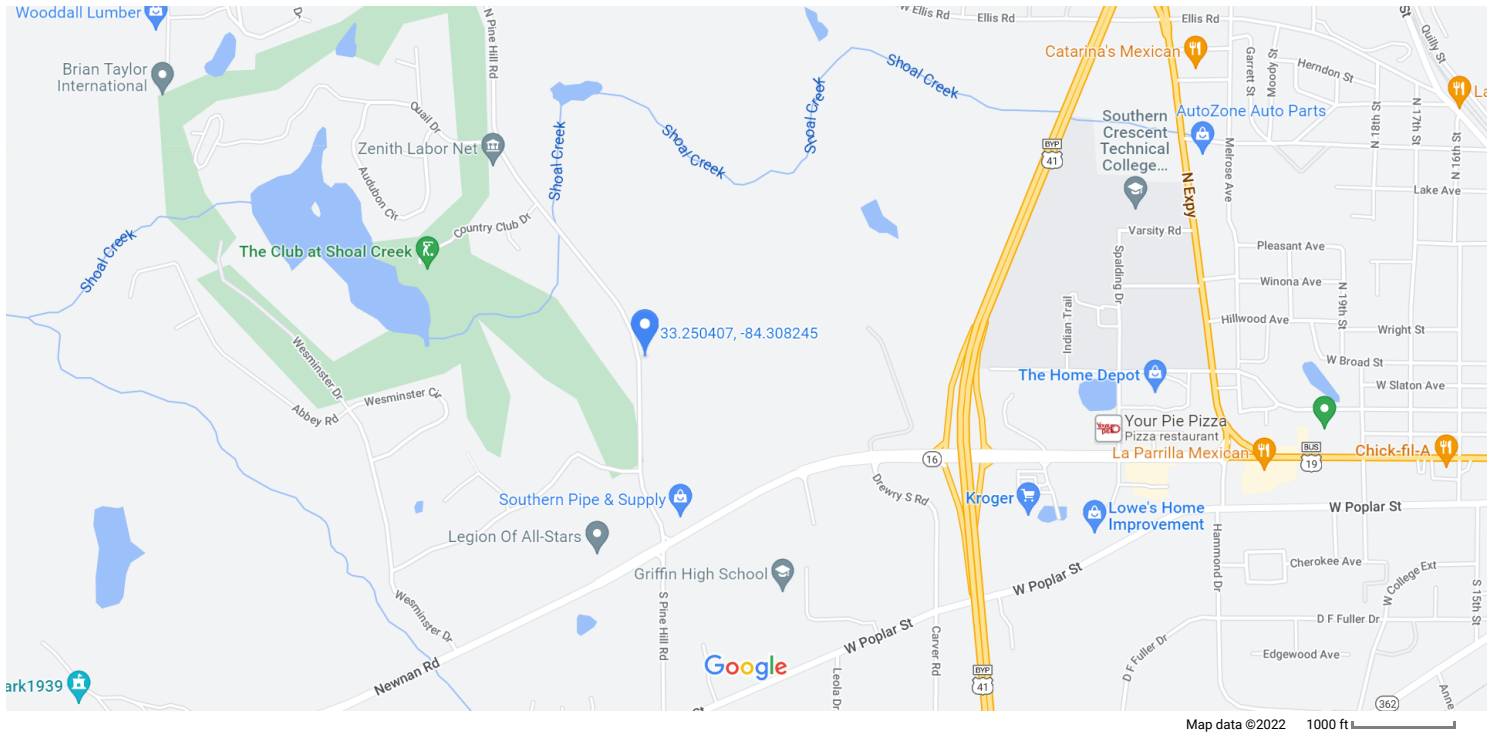 Wooddall Lumber
N Pine Hill Rd
W Ellis Rd
Ellis Rd
Ellis Rd
Quilly St
Catarina's Mexican
Brian Taylor
International
Shoal Creek
Garrett St
Moody St
Herndon St
Quail Dr
Shoal Creek
Southern
Crescent
Technical
College...
AutoZone Auto Parts
N 18th St
N 17th St
N 16th St
Zenith Labor Net
Shoal Creek
Shoal Creek
BYP
41
Melrose Ave
Audubon Cir
N Expy
Lake Ave
Country Club Dr
Varsity Rd
The Club at Shoal Creek
Shoal Creek
Spalding Dr
Pleasant Ave
Winona Ave
N 19th St
33.250407, -84.308245
Indian Trail
Hillwood Ave
Wright St
W Broad St
Wesminster Dr
The Home Depot
W Slaton Ave
Wesminster Cir
Abbey Rd
Your Pie Pizza
Pizza restaurant
La Parrilla Mexican
BUS
19
Chick-fil-A
16
Drewry S Rd
Southern Pipe & Supply
Kroger
Lowe's Home
Improvement
W Poplar St
Legion Of All-Stars
Griffin High School
Hammond Dr
Cherokee Ave
W College Ext
S 15th St
W Poplar St
Wesminster Dr
S Pine Hill Rd
W Poplar St
Carver Rd
D F Fuller Dr
D F Fuller Dr
Edgewood Ave
Newnan Rd
Google
Leola Dr
BYP
41
ark1939
362
Anne
Map data ©2022
1000 ft